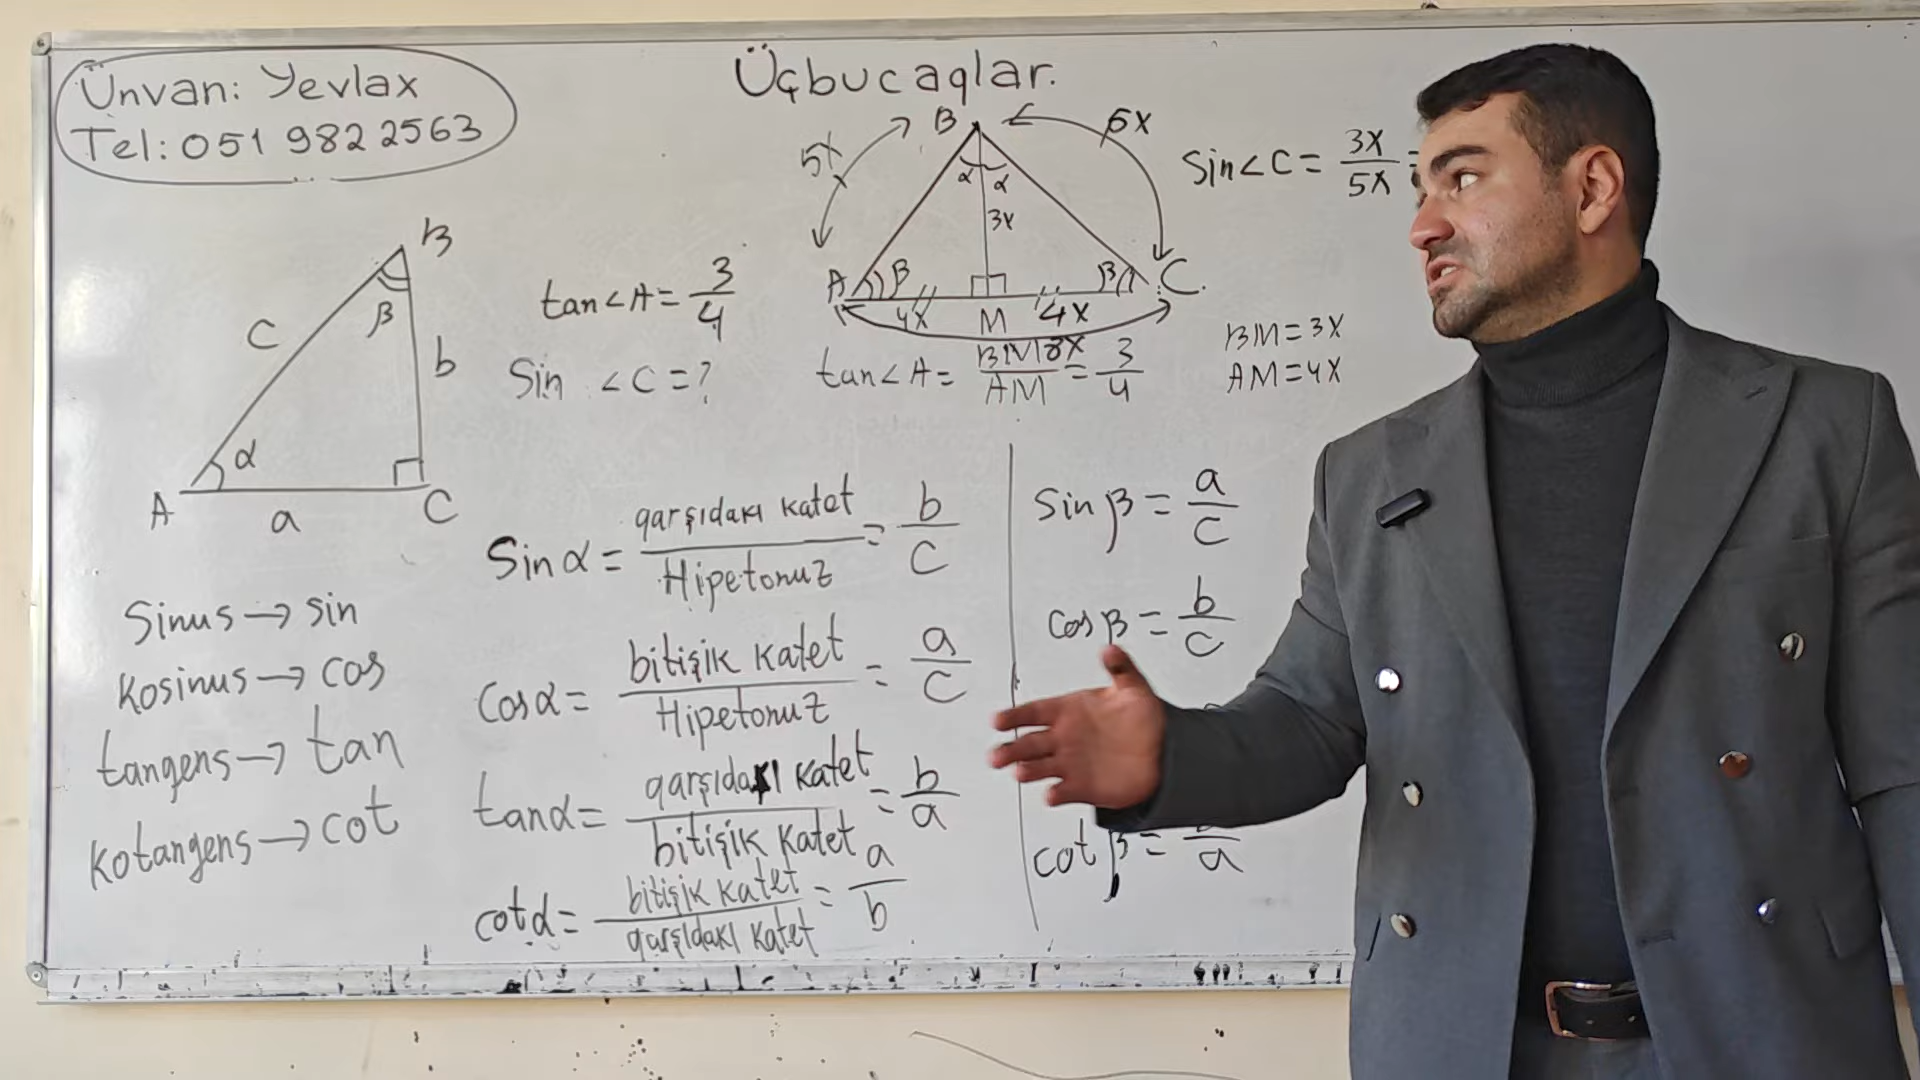 Ünvan: Yevlax
Tel: 051 982 2563
Üçbucaqlar.
B
5x
5x
α α
3x
A β β C.
4x M 4x
8x
Sin∠C = 3x/5x =
BM = 3x
AM = 4x
tan∠A = 3/4
Sin ∠C = ?
tan∠A = BM/AM = 3/4
B
β
c
b
α
A a C
Sinus → sin
kosinus → cos
tangens → tan
kotangens → cot
Sin α = qarşıdakı katet / Hipetonuz = b/c
Cos α = bitişik katet / Hipetonuz = a/c
tan α = qarşıdakı katet / bitişik katet = b/a
cot α = bitişik katet / qarşıdakı katet = a/b
Sin β = a/c
cos β = b/c
cot β = /a